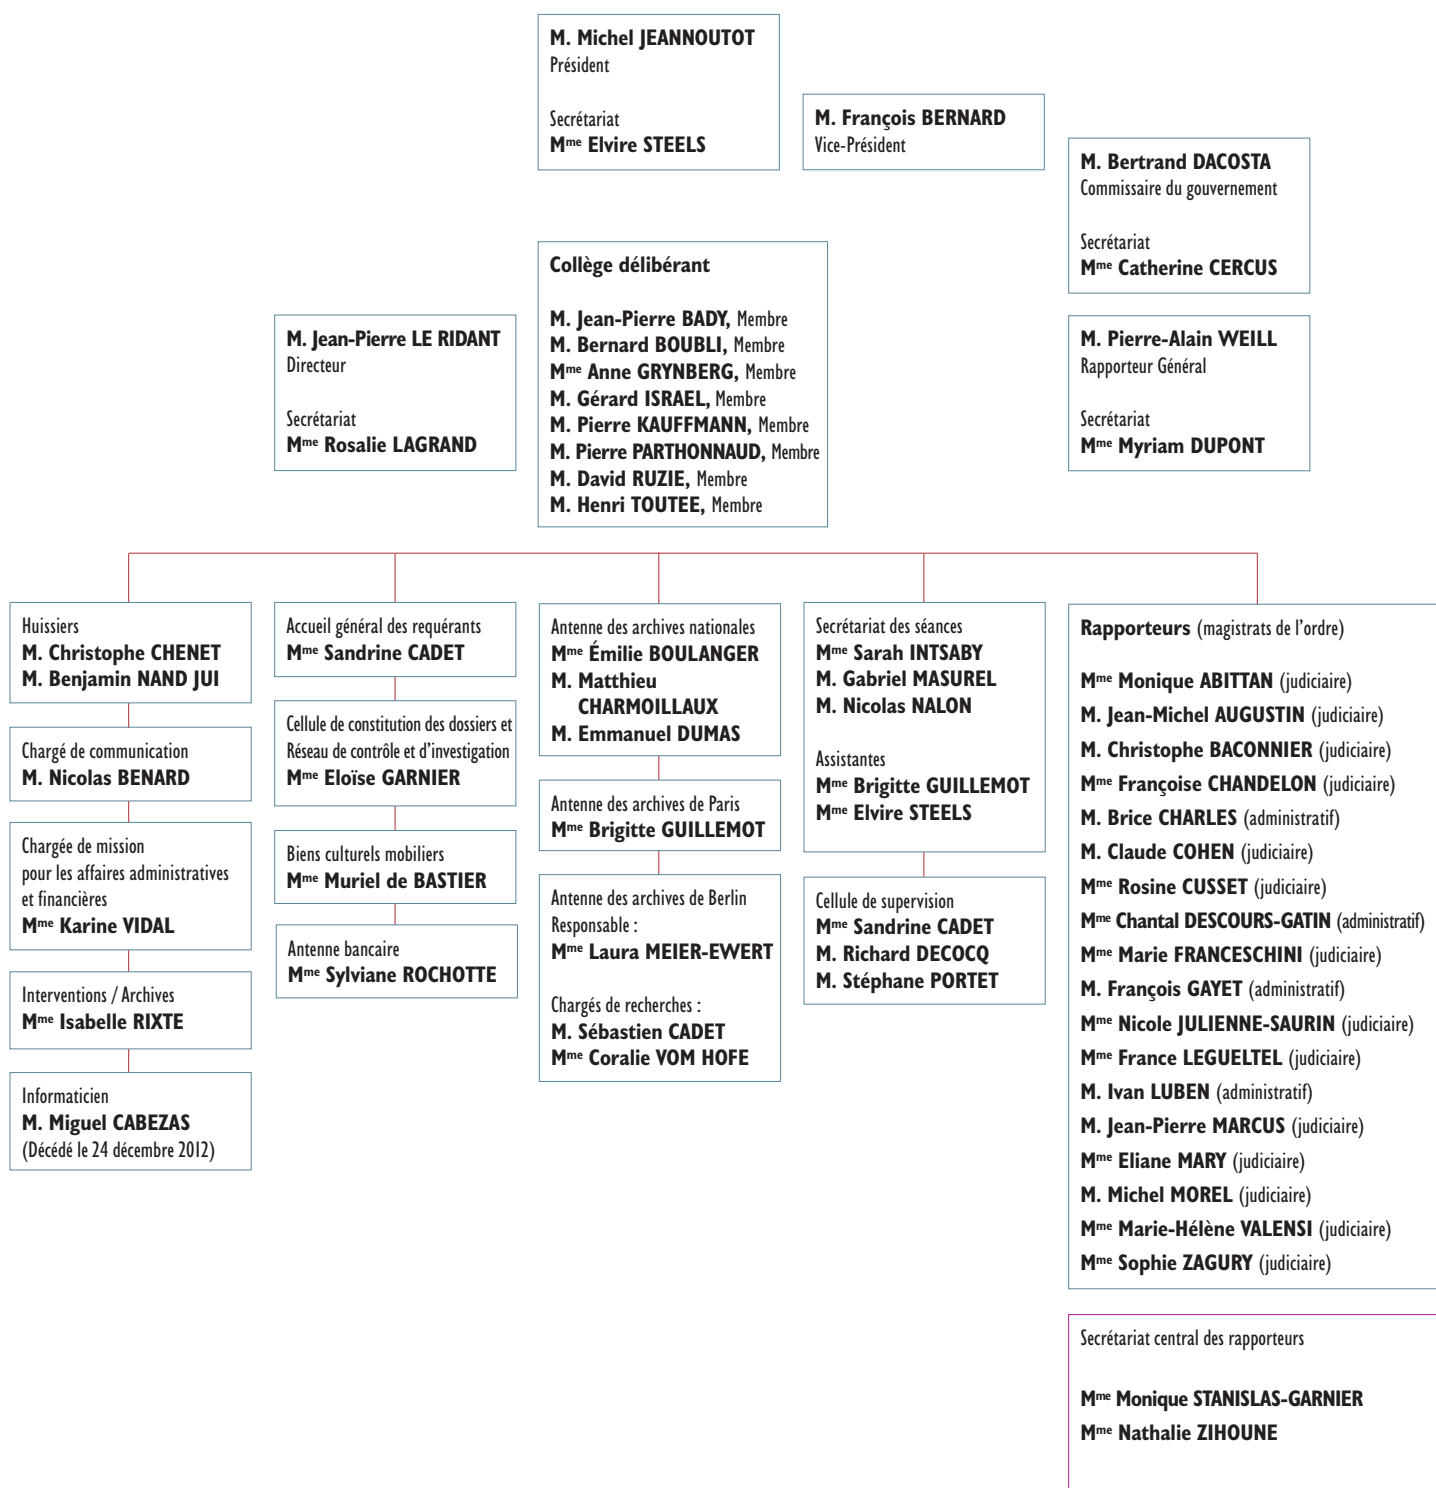 M. Michel JEANNOUTOT
Président
Secrétariat
Mme Elvire STEELS
M. François BERNARD
Vice-Président
M. Bertrand DACOSTA
Commissaire du gouvernement
Secrétariat
Mme Catherine CERCUS
Collège délibérant
M. Jean-Pierre BADY, Membre
M. Bernard BOUBLI, Membre
Mme Anne GRYNBERG, Membre
M. Gérard ISRAEL, Membre
M. Pierre KAUFFMANN, Membre
M. Pierre PARTHONNAUD, Membre
M. David RUZIE, Membre
M. Henri TOUTEE, Membre
M. Jean-Pierre LE RIDANT
Directeur
Secrétariat
Mme Rosalie LAGRAND
M. Pierre-Alain WEILL
Rapporteur Général
Secrétariat
Mme Myriam DUPONT
Huissiers
M. Christophe CHENET
M. Benjamin NAND JUI
Chargé de communication
M. Nicolas BENARD
Chargée de mission
pour les affaires administratives
et financières
Mme Karine VIDAL
Interventions / Archives
Mme Isabelle RIXTE
Informaticien
M. Miguel CABEZAS
(Décédé le 24 décembre 2012)
Accueil général des requérants
Mme Sandrine CADET
Cellule de constitution des dossiers et
Réseau de contrôle et d'investigation
Mme Eloïse GARNIER
Biens culturels mobiliers
Mme Muriel de BASTIER
Antenne bancaire
Mme Sylviane ROCHOTTE
Antenne des archives nationales
Mme Émilie BOULANGER
M. Matthieu
CHARMOILLAUX
M. Emmanuel DUMAS
Antenne des archives de Paris
Mme Brigitte GUILLEMOT
Antenne des archives de Berlin
Responsable :
Mme Laura MEIER-EWERT
Chargés de recherches :
M. Sébastien CADET
Mme Coralie VOM HOFE
Secrétariat des séances
Mme Sarah INTSABY
M. Gabriel MASUREL
M. Nicolas NALON
Assistantes
Mme Brigitte GUILLEMOT
Mme Elvire STEELS
Cellule de supervision
Mme Sandrine CADET
M. Richard DECOCQ
M. Stéphane PORTET
Rapporteurs (magistrats de l'ordre)
Mme Monique ABITTAN (judiciaire)
M. Jean-Michel AUGUSTIN (judiciaire)
M. Christophe BACONNIER (judiciaire)
Mme Françoise CHANDELON (judiciaire)
M. Brice CHARLES (administratif)
M. Claude COHEN (judiciaire)
Mme Rosine CUSSET (judiciaire)
Mme Chantal DESCOURS-GATIN (administratif)
Mme Marie FRANCESCHINI (judiciaire)
M. François GAYET (administratif)
Mme Nicole JULIENNE-SAURIN (judiciaire)
Mme France LEGUELTEL (judiciaire)
M. Ivan LUBEN (administratif)
M. Jean-Pierre MARCUS (judiciaire)
Mme Eliane MARY (judiciaire)
M. Michel MOREL (judiciaire)
Mme Marie-Hélène VALENSI (judiciaire)
Mme Sophie ZAGURY (judiciaire)
Secrétariat central des rapporteurs
Mme Monique STANISLAS-GARNIER
Mme Nathalie ZIHOUNE